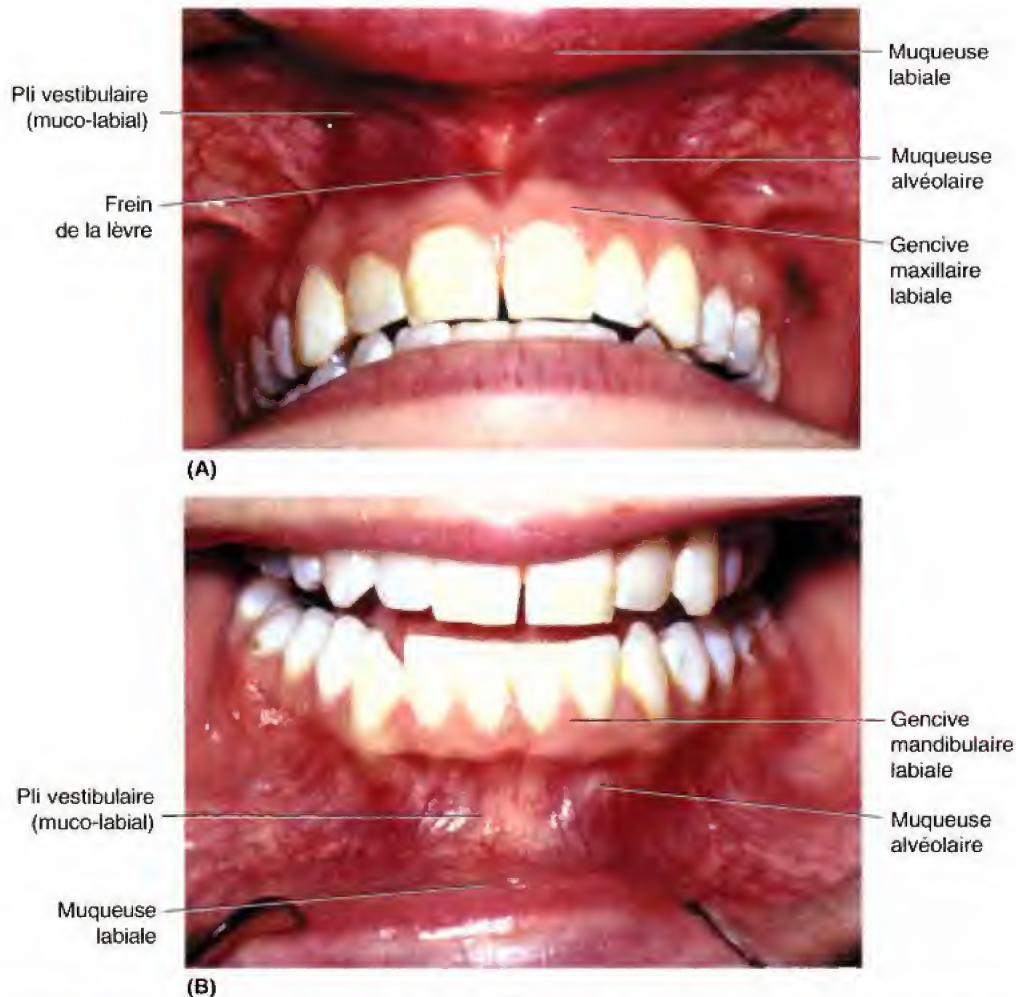 Muqueuse
labiale
Pli vestibulaire
(muco-labial)
Muqueuse
alvéolaire
Frein
de la lèvre
Gencive
maxillaire
labiale
(A)
Gencive
mandibulaire
labiale
Pli vestibulaire
(muco-labial)
Muqueuse
alvéolaire
Muqueuse
labiale
(B)